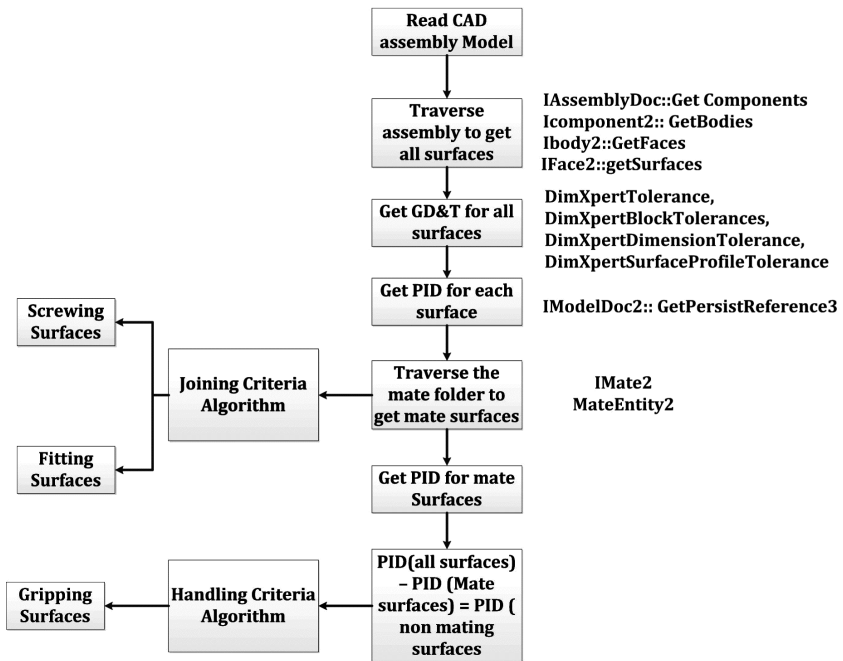 Read CAD
assembly Model
Traverse
assembly to get
all surfaces
IAssemblyDoc::Get Components
Icomponent2:: GetBodies
Ibody2::GetFaces
IFace2::getSurfaces
Get GD&T for all
surfaces
DimXpertTolerance,
DimXpertBlockTolerances,
DimXpertDimensionTolerance,
DimXpertSurfaceProfileTolerance
Get PID for each
surface
IModelDoc2:: GetPersistReference3
Screwing
Surfaces
Joining Criteria
Algorithm
Traverse the
mate folder to
get mate surfaces
IMate2
MateEntity2
Fitting
Surfaces
Get PID for mate
Surfaces
PID(all surfaces)
– PID (Mate
surfaces) = PID (
non mating
surfaces
Handling Criteria
Algorithm
Gripping
Surfaces